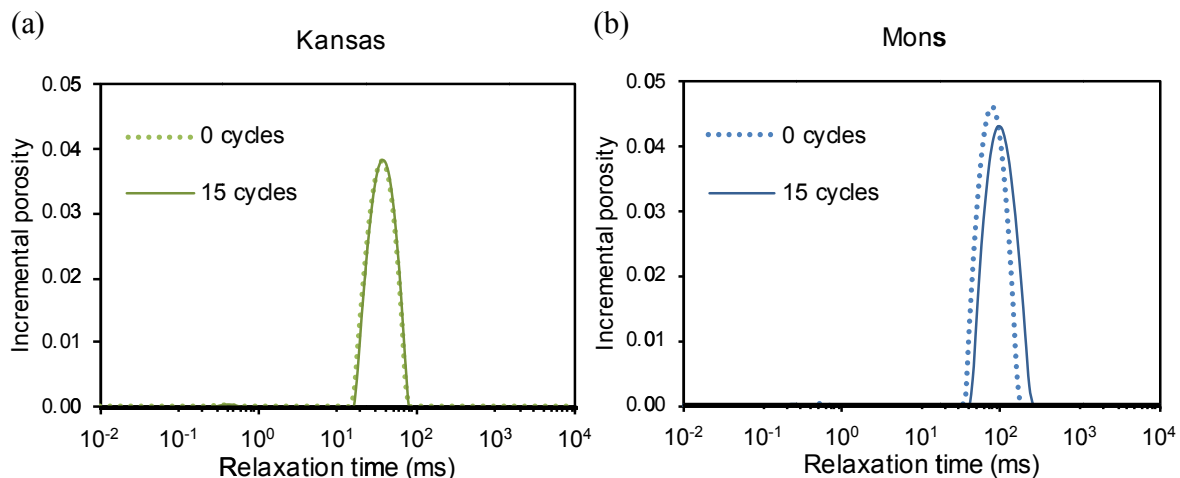 (a)
Kansas
Incremental porosity
0.05
0.04
0.03
0.02
0.01
0.00
0 cycles
15 cycles
10-2 10-1 100 101 102 103 104
Relaxation time (ms)
(b)
Mons
Incremental porosity
0.05
0.04
0.03
0.02
0.01
0.00
0 cycles
15 cycles
10-2 10-1 100 101 102 103 104
Relaxation time (ms)